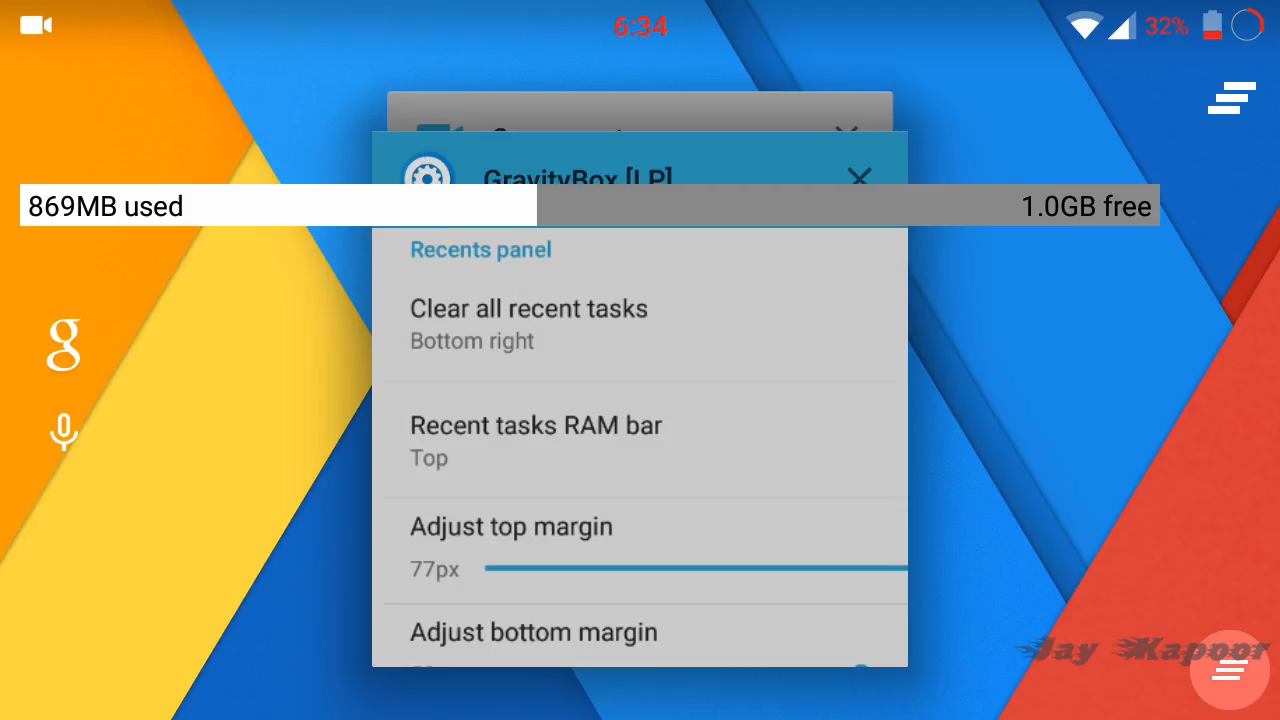 6:34
32%
GravityBox [LP]
869MB used
1.0GB free
g
Recents panel
Clear all recent tasks
Bottom right
Recent tasks RAM bar
Top
Adjust top margin
77px
Adjust bottom margin
Jay Kapoor